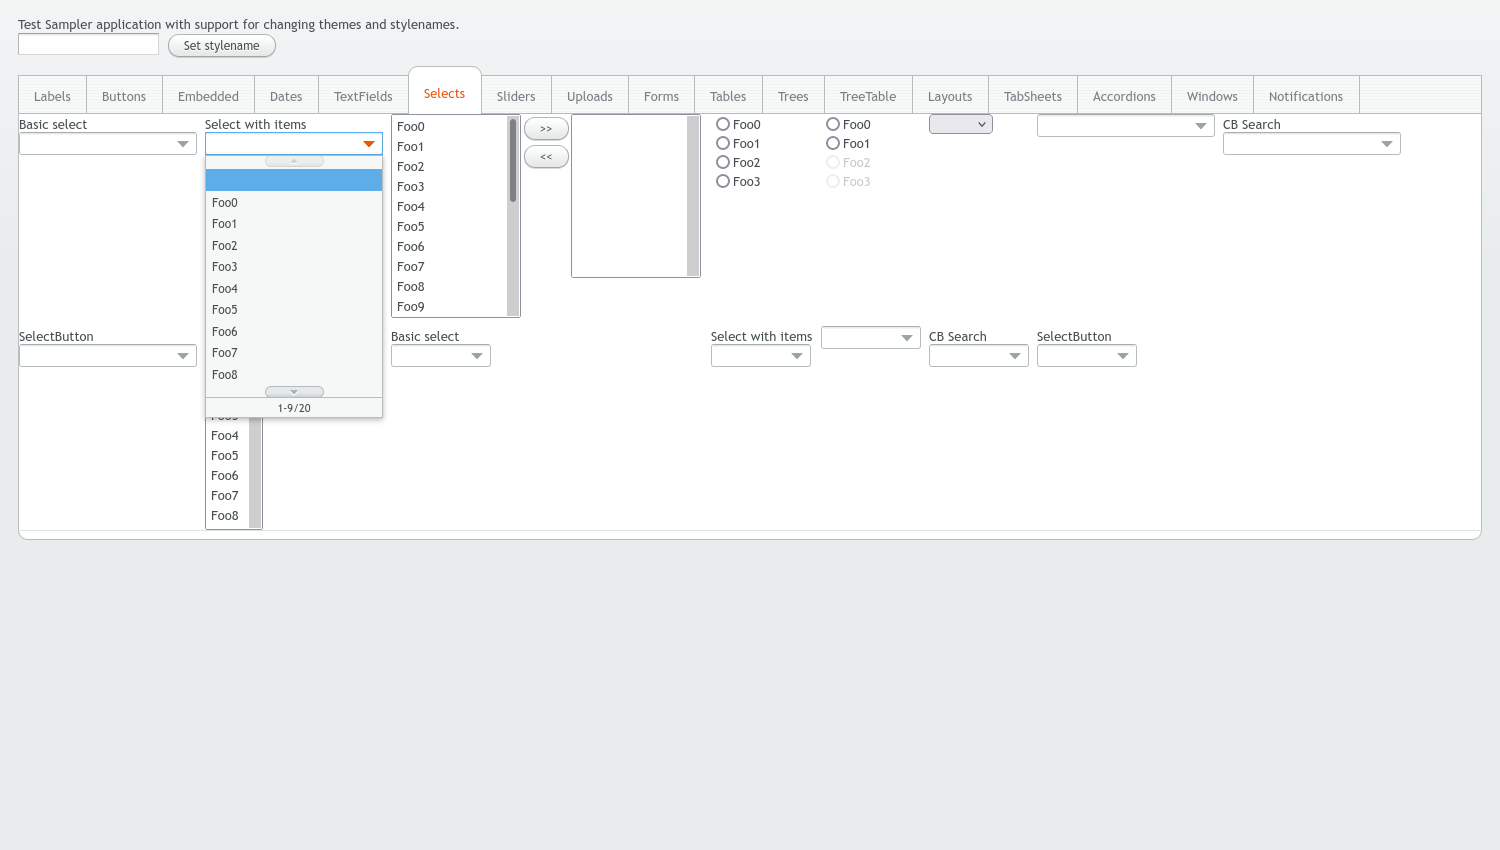 Test Sampler application with support for changing themes and stylenames.
Set stylename
Labels
Buttons
Embedded
Dates
TextFields
Selects
Sliders
Uploads
Forms
Tables
Trees
TreeTable
Layouts
TabSheets
Accordions
Windows
Notifications
Basic select
Select with items
Foo0
Foo1
Foo2
Foo3
Foo4
Foo5
Foo6
Foo7
Foo8
1-9/20
Foo0
Foo1
Foo2
Foo3
Foo4
Foo5
Foo6
Foo7
Foo8
Foo9
>>
<<
Foo0
Foo1
Foo2
Foo3
Foo0
Foo1
Foo2
Foo3
CB Search
SelectButton
Foo4
Foo5
Foo6
Foo7
Foo8
Basic select
Select with items
CB Search
SelectButton